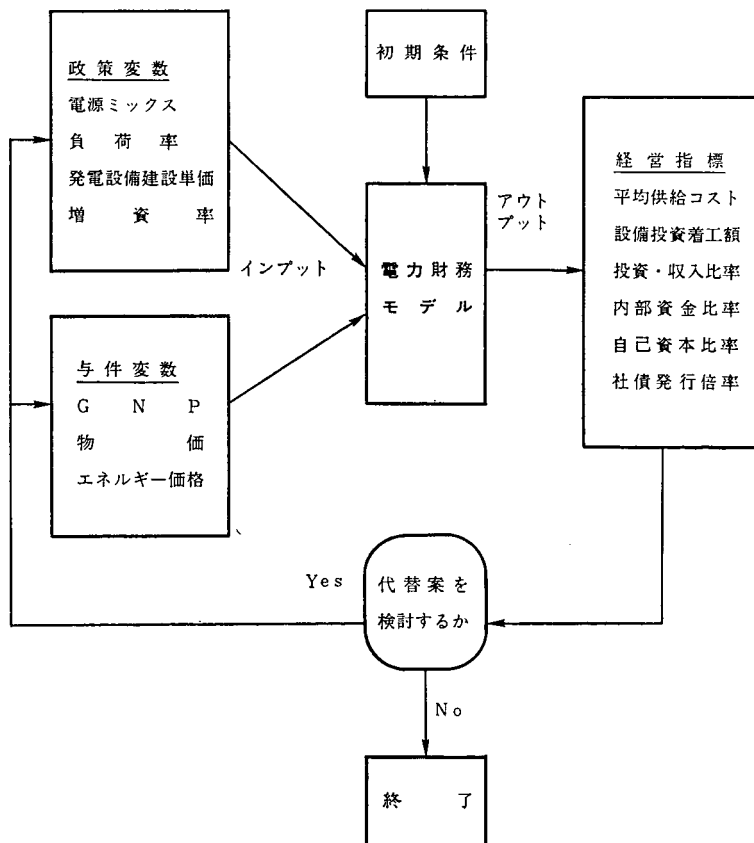 政策変数
電源ミックス
負荷率
発電設備建設単価
増資率
初期条件
インプット
与件変数
GNP
物価
エネルギー価格
電力財務
モデル
アウト
プット
経営指標
平均供給コスト
設備投資着工額
投資・収入比率
内部資金比率
自己資本比率
社債発行倍率
代替案を
検討するか
Yes
No
終了